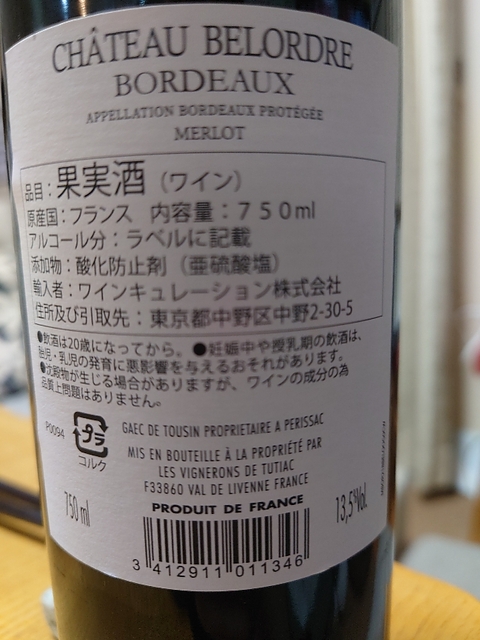 CHÂTEAU BELORDRE
BORDEAUX
APPELLATION BORDEAUX PROTÉGÉE
MERLOT
品目：果実酒（ワイン）
原産国：フランス 内容量：７５０ml
アルコール分：ラベルに記載
添加物：酸化防止剤（亜硫酸塩）
輸入者：ワインキュレーション株式会社
住所及び引取先：東京都中野区中野2-30-5
●飲酒は20歳になってから。●妊娠中や授乳期の飲酒は、
胎児・乳児の発育に悪影響を与えるおそれがあります。
●沈殿物が生じる場合がありますが、ワインの成分の為
品質上問題はありません。
P0094
プラ
コルク
GAEC DE TOUSIN PROPRIETAIRE A PERISSAC
MIS EN BOUTEILLE À LA PROPRIÉTÉ PAR
LES VIGNERONS DE TUTIAC
F33860 VAL DE LIVENNE FRANCE
PRODUIT DE FRANCE
750 ml
13,5%Vol.
3 412911 011346